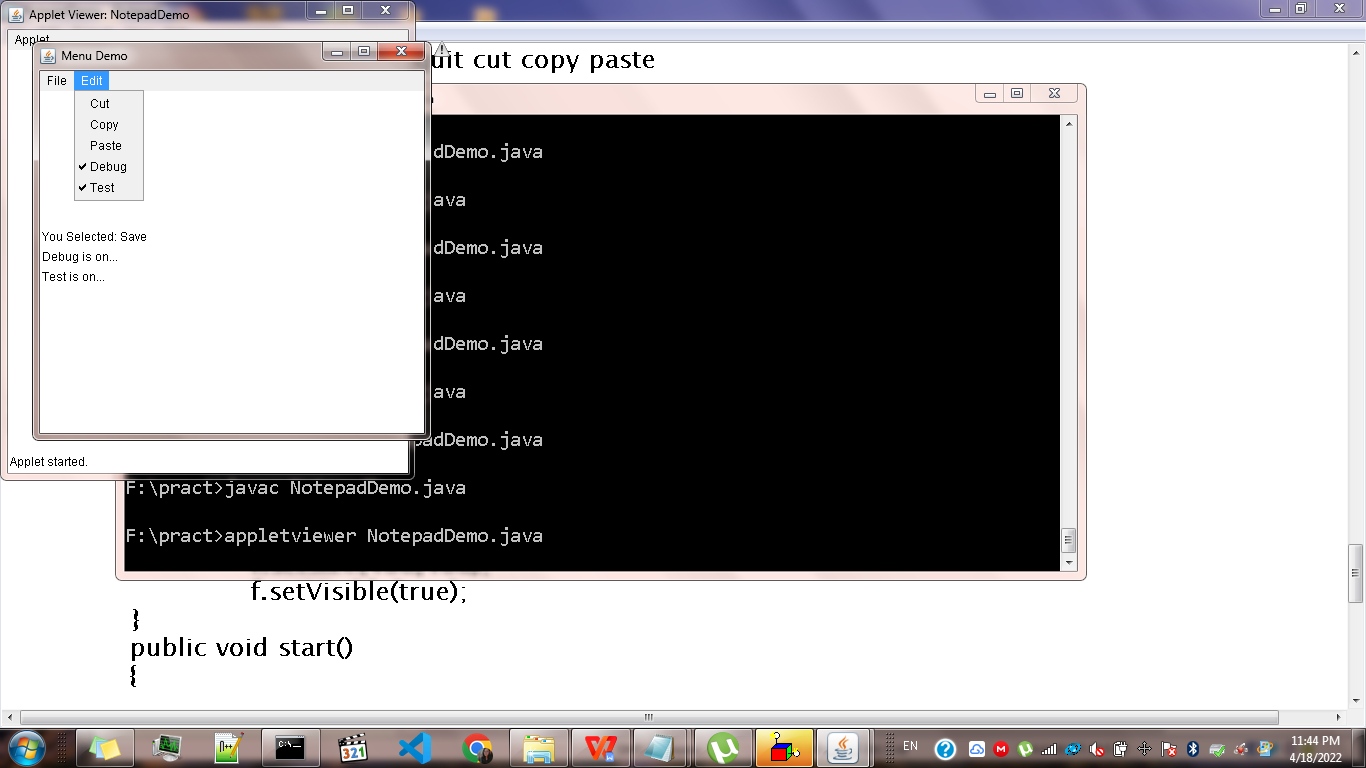 Applet Viewer: NotepadDemo
Applet
Menu Demo
File Edit
Cut
Copy
Paste
Debug
Test
You Selected: Save
Debug is on...
Test is on...
Applet started.
cut copy paste
dDemo.java
ava
dDemo.java
ava
dDemo.java
ava
adDemo.java
F:\pract>javac NotepadDemo.java
F:\pract>appletviewer NotepadDemo.java
f.setVisible(true);
}
public void start()
{
321
EN
11:44 PM
4/18/2022